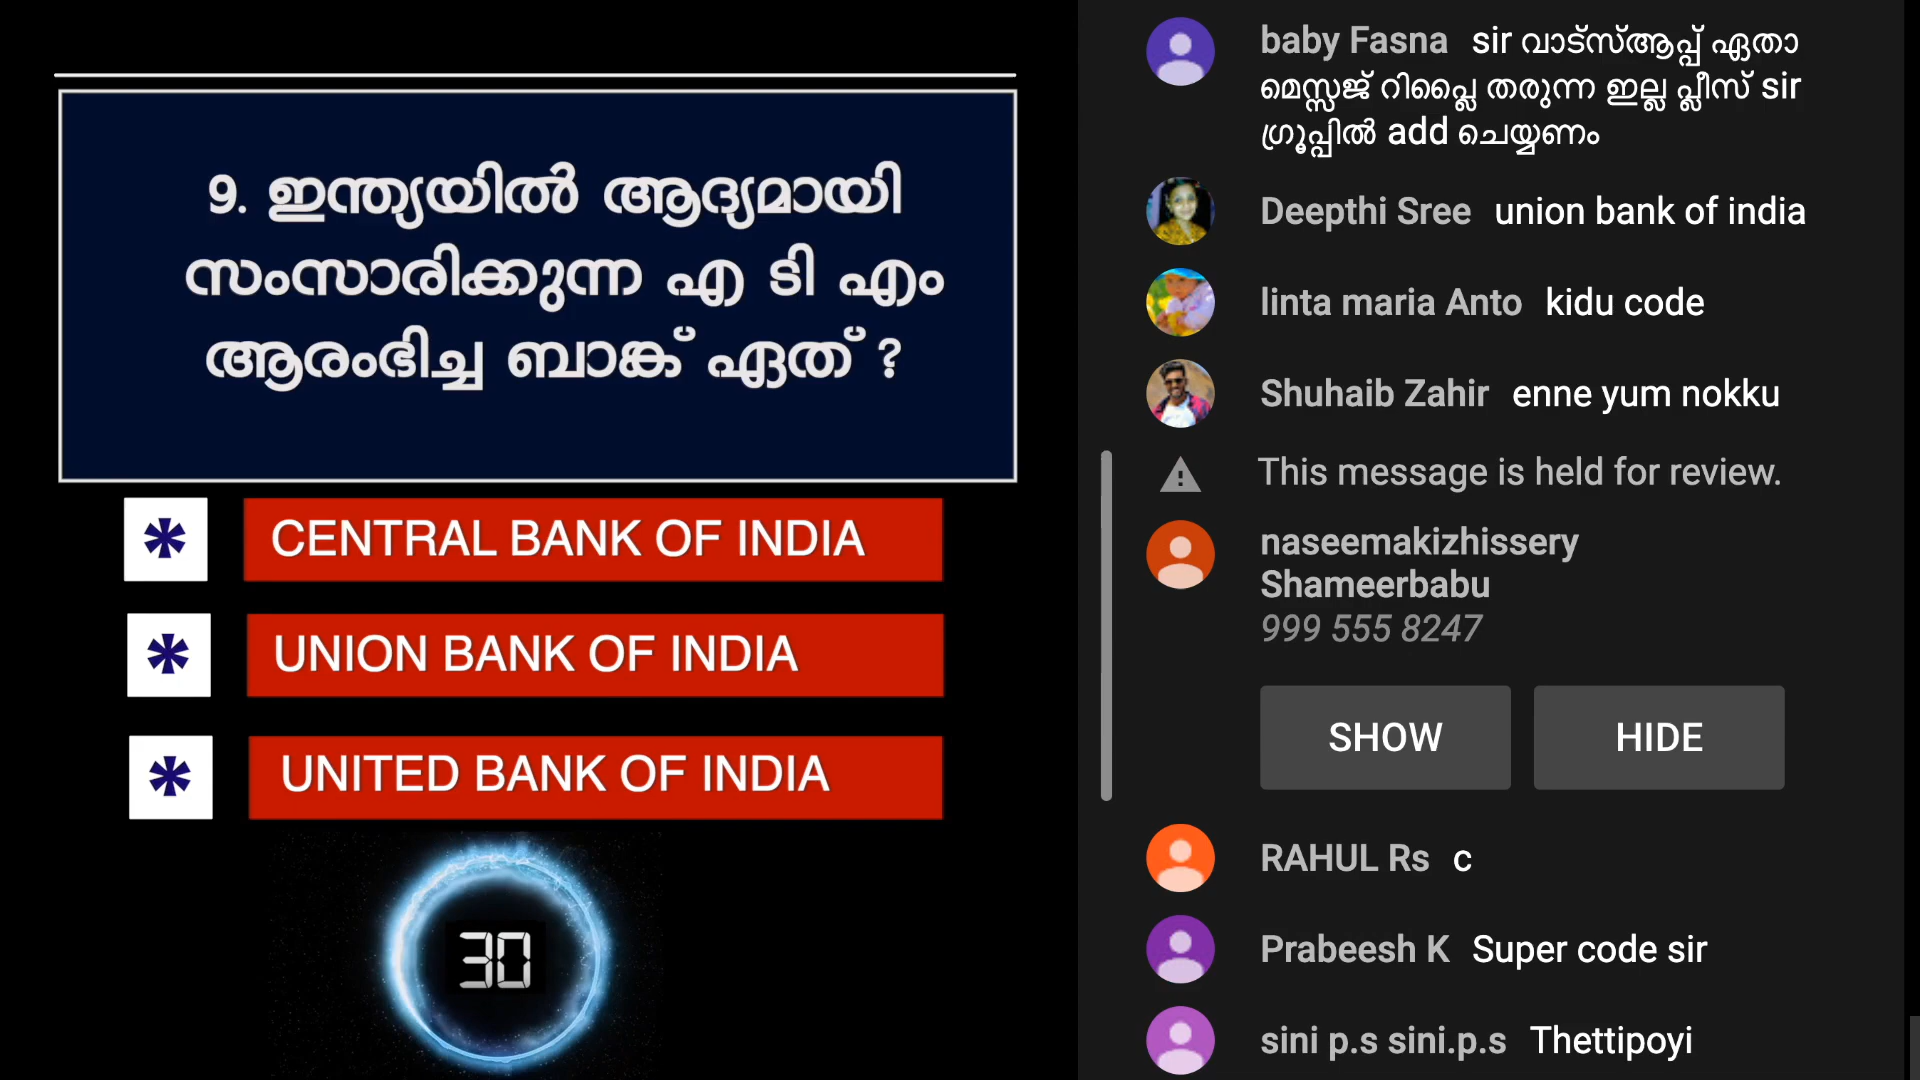 9. ഇന്ത്യയിൽ ആദ്യമായി
സംസാരിക്കുന്ന എ ടി എം
ആരംഭിച്ച ബാങ്ക് ഏത് ?
* CENTRAL BANK OF INDIA
* UNION BANK OF INDIA
* UNITED BANK OF INDIA
30
baby Fasna sir വാട്സ്ആപ്പ് ഏതാ
മെസ്സജ് റിപ്ലൈ തരുന്ന ഇല്ല പ്ലീസ് sir
ഗ്രൂപ്പിൽ add ചെയ്യണം
Deepthi Sree union bank of india
linta maria Anto kidu code
Shuhaib Zahir enne yum nokku
This message is held for review.
naseemakizhissery
Shameerbabu
999 555 8247
SHOW HIDE
RAHUL Rs c
Prabeesh K Super code sir
sini p.s sini.p.s Thettipoyi